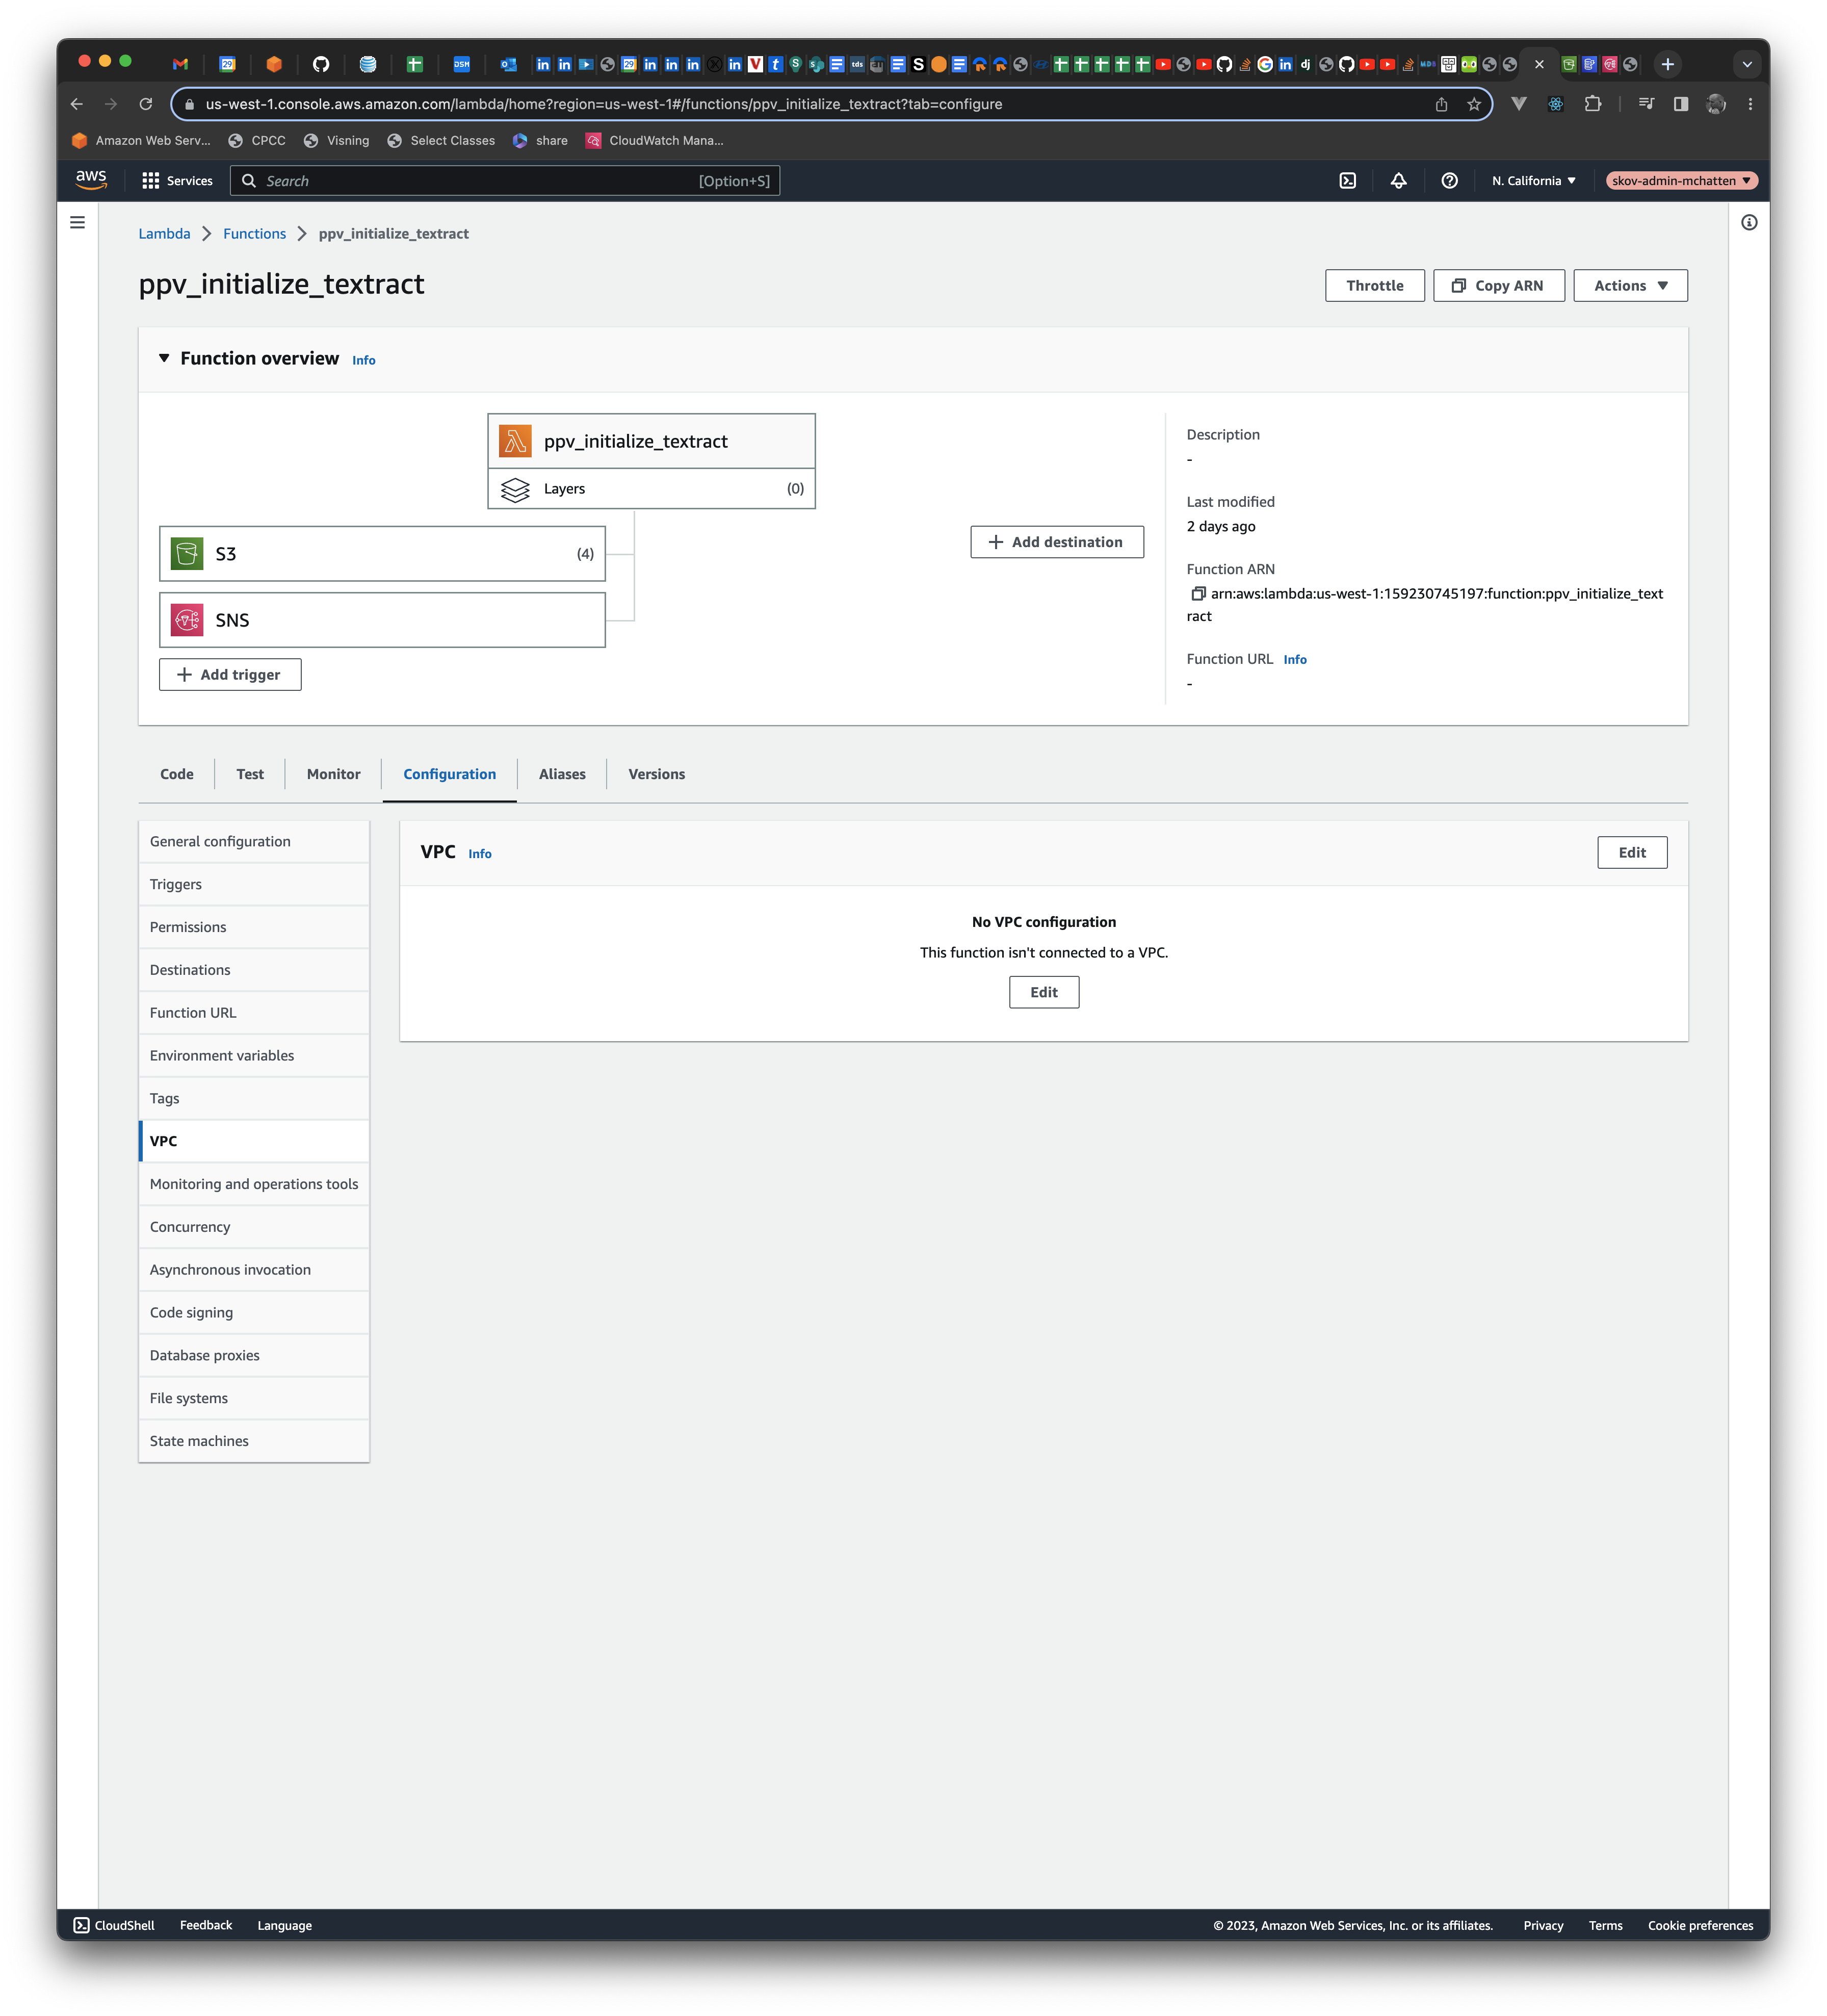 us-west-1.console.aws.amazon.com/lambda/home?region=us-west-1#/functions/ppv_initialize_textract?tab=configure
Amazon Web Serv... CPCC Visning Select Classes share CloudWatch Mana...
aws Services Search [Option+S] N. California skov-admin-mchatten
Lambda Functions ppv_initialize_textract
ppv_initialize_textract
Throttle Copy ARN Actions
Function overview Info
ppv_initialize_textract
Layers (0)
S3 (4)
SNS
Add trigger
Add destination
Description
-
Last modified
2 days ago
Function ARN
arn:aws:lambda:us-west-1:159230745197:function:ppv_initialize_text
ract
Function URL Info
-
Code Test Monitor Configuration Aliases Versions
General configuration
Triggers
Permissions
Destinations
Function URL
Environment variables
Tags
VPC
Monitoring and operations tools
Concurrency
Asynchronous invocation
Code signing
Database proxies
File systems
State machines
VPC Info Edit
No VPC configuration
This function isn't connected to a VPC.
Edit
CloudShell Feedback Language © 2023, Amazon Web Services, Inc. or its affiliates. Privacy Terms Cookie preferences